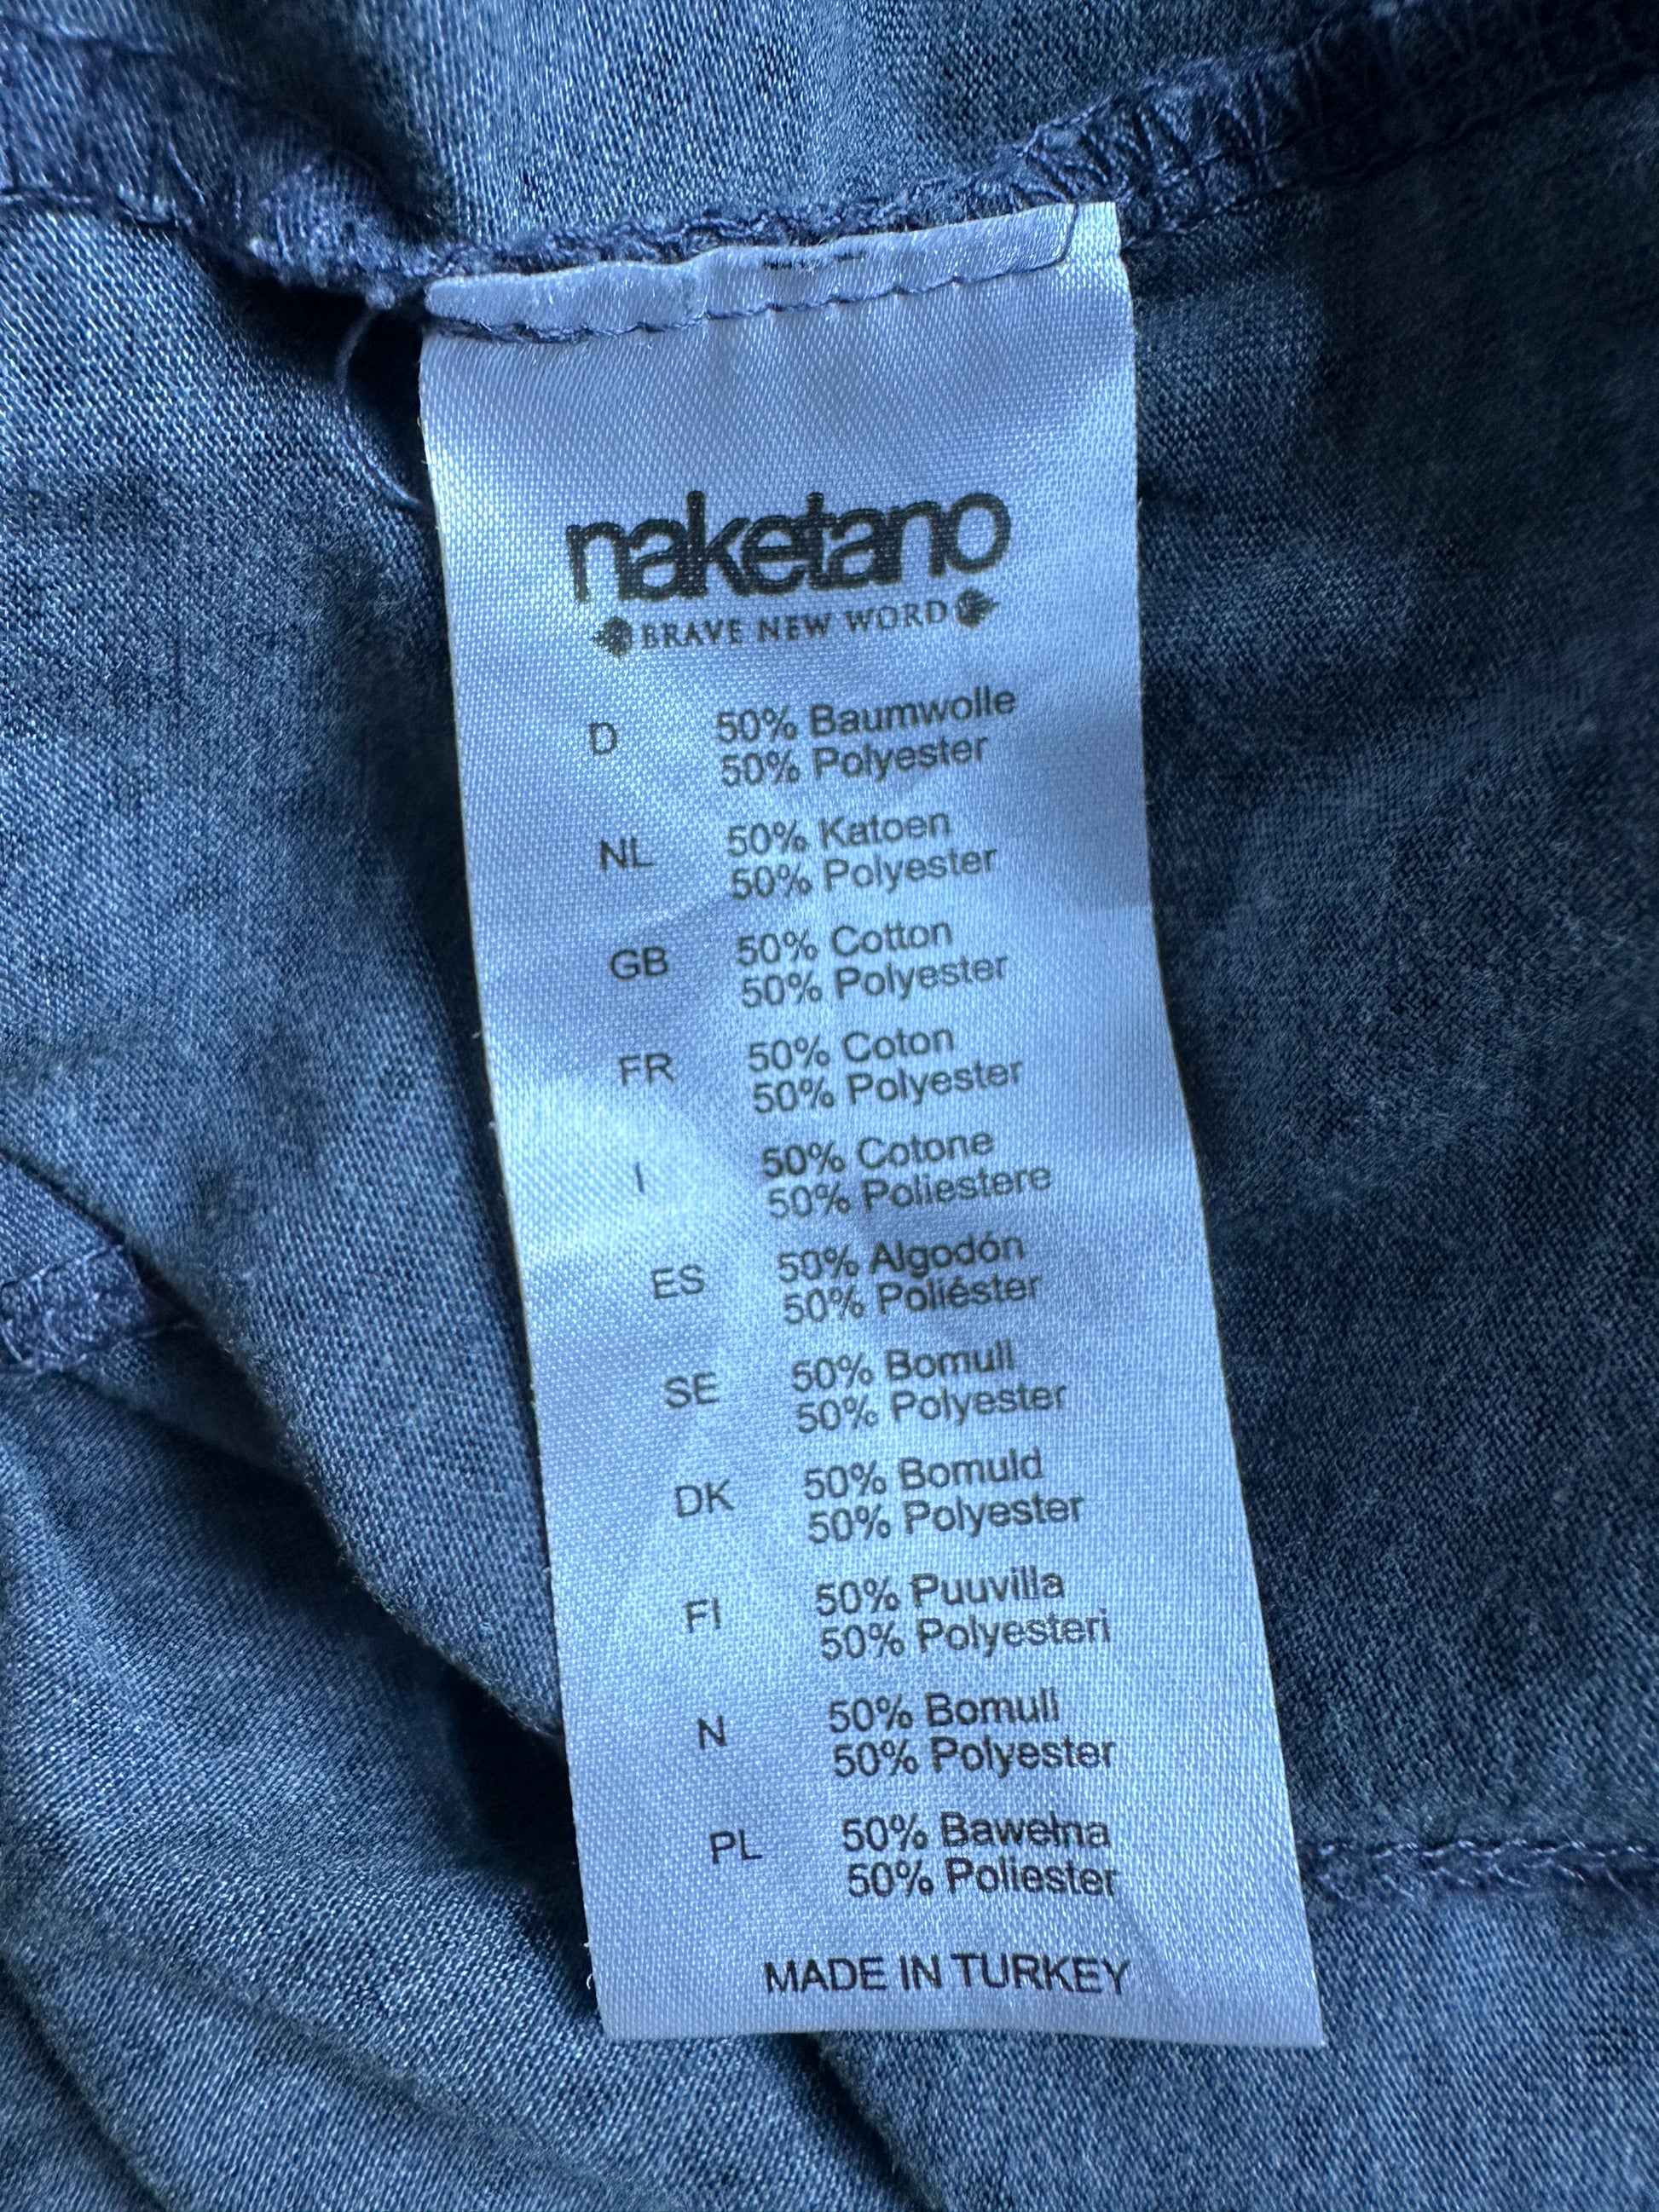 naketano
BRAVE NEW WORD
D 50% Baumwolle
50% Polyester
NL 50% Katoen
50% Polyester
GB 50% Cotton
50% Polyester
FR 50% Coton
50% Polyester
I 50% Cotone
50% Poliestere
ES 50% Algodón
50% Poliéster
SE 50% Bomull
50% Polyester
DK 50% Bomuld
50% Polyester
FI 50% Puuvilla
50% Polyesteri
N 50% Bomull
50% Polyester
PL 50% Bawełna
50% Poliester
MADE IN TURKEY